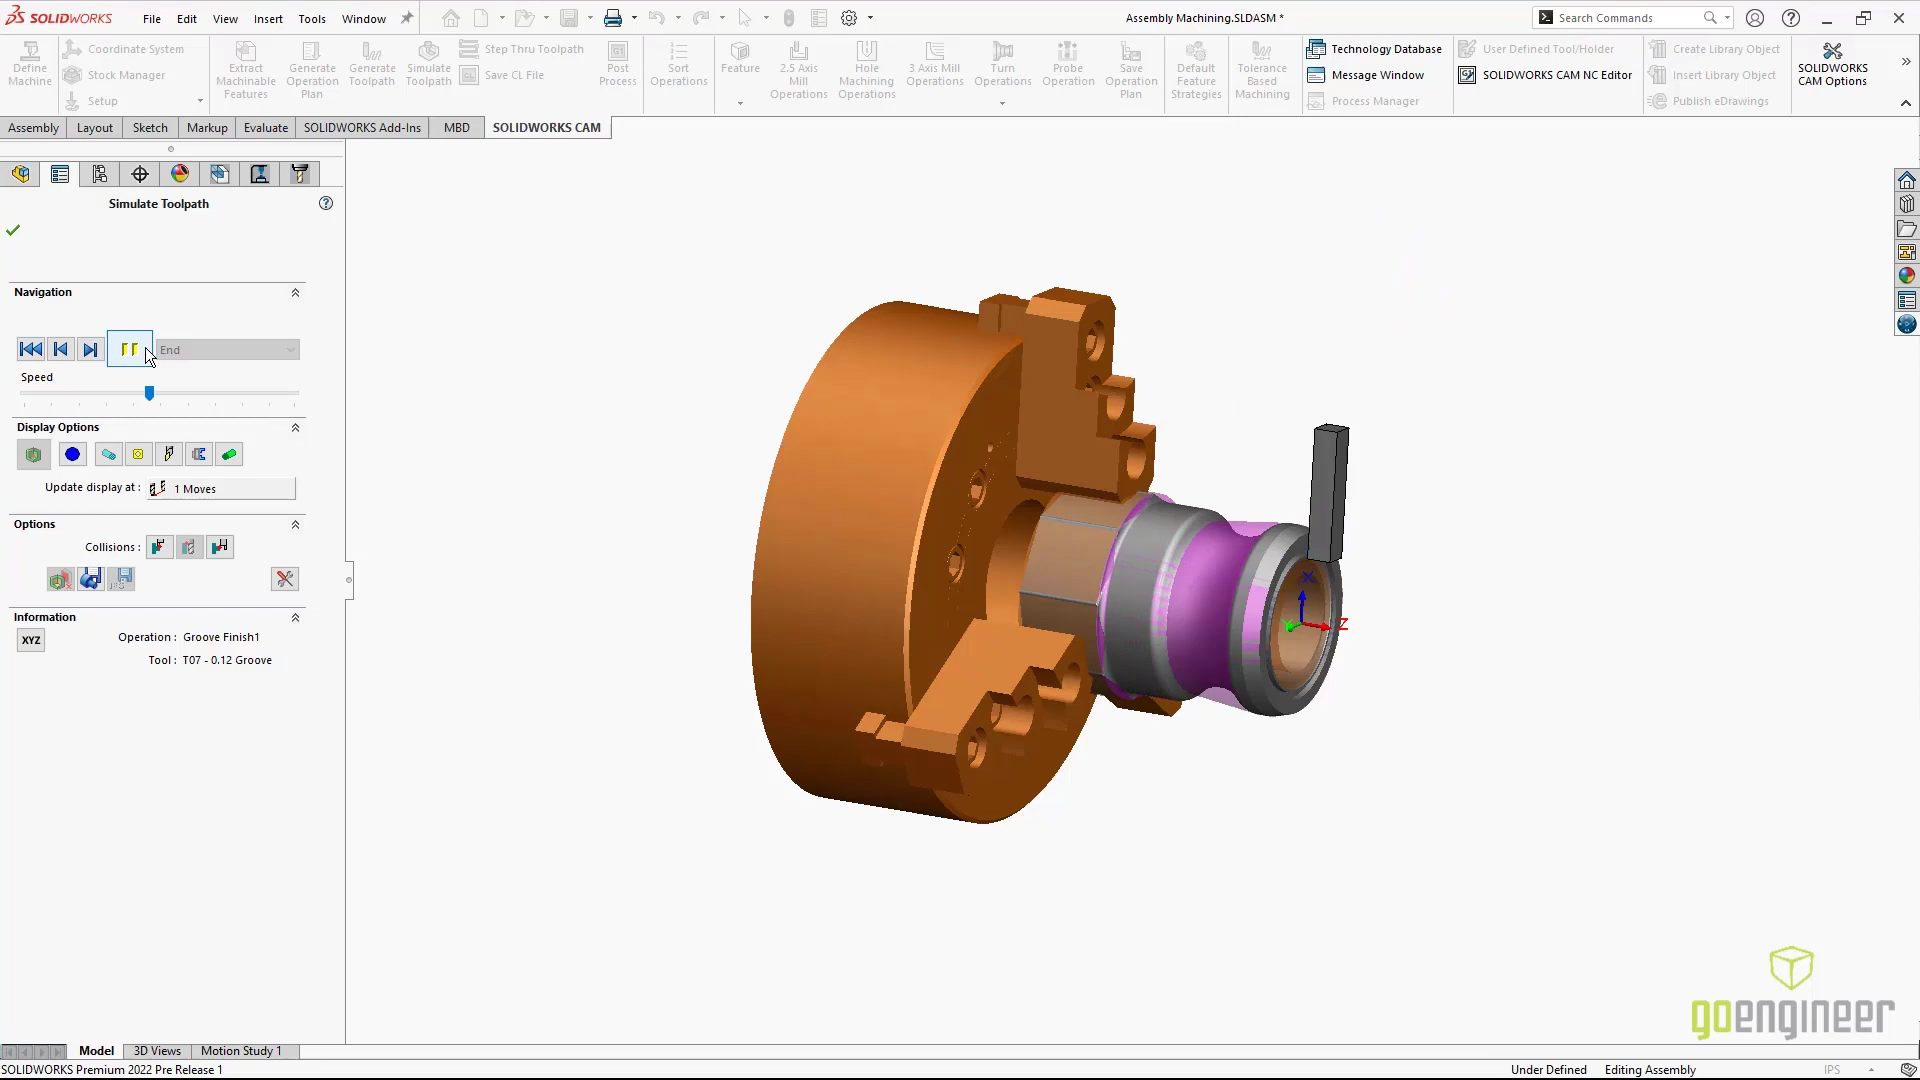 SOLIDWORKS File Edit View Insert Tools Window Assembly Machining.SLDASM * Search Commands
Define Machine
Coordinate System
Stock Manager
Setup
Extract Machinable Features
Generate Operation Plan
Generate Toolpath
Simulate Toolpath
Step Thru Toolpath
Save CL File
Post Process
Sort Operations
Feature
2.5 Axis Mill Operations
Hole Machining Operations
3 Axis Mill Operations
Turn Operations
Probe Operation
Save Operation Plan
Default Feature Strategies
Tolerance Based Machining
Technology Database
Message Window
Process Manager
User Defined Tool/Holder
SOLIDWORKS CAM NC Editor
Create Library Object
Insert Library Object
Publish eDrawings
SOLIDWORKS CAM Options
Assembly Layout Sketch Markup Evaluate SOLIDWORKS Add-Ins MBD SOLIDWORKS CAM
Simulate Toolpath
Navigation
End
Speed
Display Options
Update display at : 1 Moves
Options
Collisions :
Information
XYZ
Operation : Groove Finish1
Tool : T07 - 0.12 Groove
X
Y
Z
goengineer
Model 3D Views Motion Study 1
SOLIDWORKS Premium 2022 Pre Release 1 Under Defined Editing Assembly IPS